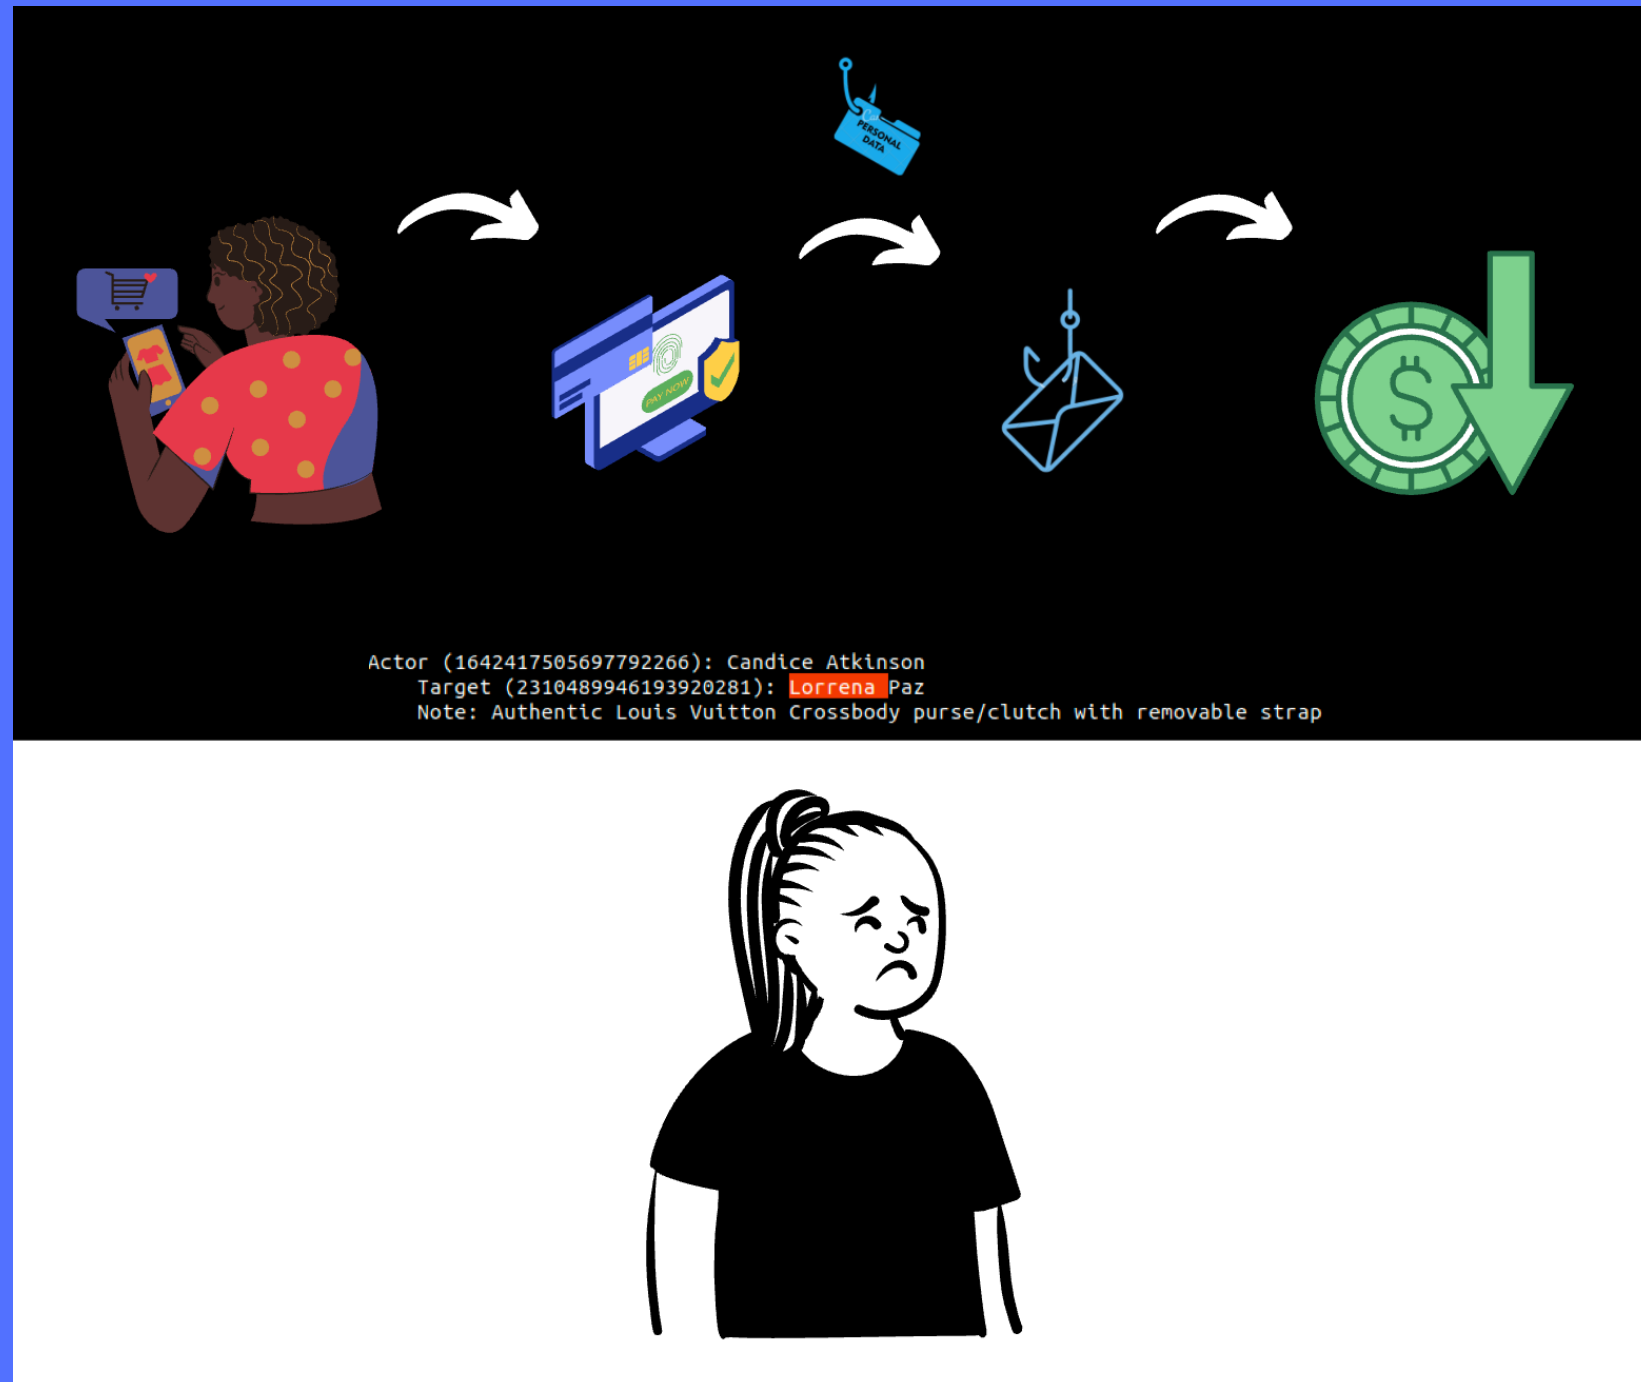 PERSONAL
DATA
PAY NOW
$
Actor (1642417505697792266): Candice Atkinson
Target (2310489946193920281): Lorrena Paz
Note: Authentic Louis Vuitton Crossbody purse/clutch with removable strap